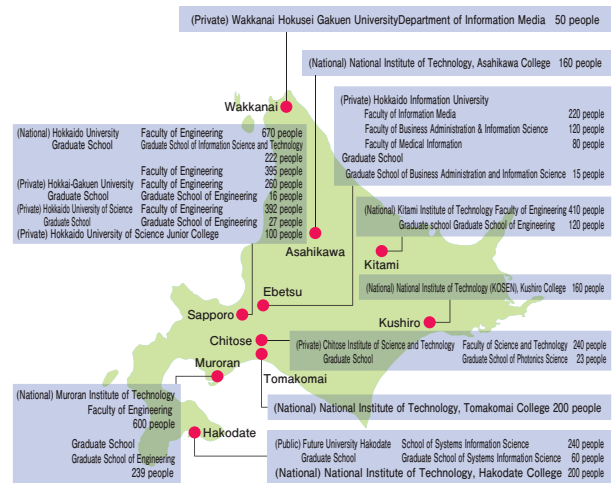 (Private) Wakkanai Hokusei Gakuen UniversityDepartment of Information Media 50 people
(National) National Institute of Technology, Asahikawa College 160 people
Wakkanai
(Private) Hokkaido Information University
Faculty of Information Media 220 people
Faculty of Business Administration & Information Science 120 people
Faculty of Medical Information 80 people
Graduate School
Graduate School of Business Administration and Information Science 15 people
(National) Hokkaido University Faculty of Engineering 670 people
Graduate School Graduate School of Information Science and Technology
222 people
Faculty of Engineering 395 people
(Private) Hokkai-Gakuen University Faculty of Engineering 260 people
Graduate School Graduate School of Engineering 16 people
(Private) Hokkaido University of Science Faculty of Engineering 392 people
Graduate School Graduate School of Engineering 27 people
(Private) Hokkaido University of Science Junior College 100 people
(National) Kitami Institute of Technology Faculty of Engineering 410 people
Graduate school Graduate School of Engineering 120 people
Asahikawa
Kitami
(National) National Institute of Technology (KOSEN), Kushiro College 160 people
Ebetsu
Sapporo
Kushiro
Chitose
(Private) Chitose Institute of Science and Technology Faculty of Science and Technology 240 people
Graduate School Graduate School of Photonics Science 23 people
Muroran
Tomakomai
(National) Muroran Institute of Technology
Faculty of Engineering
600 people
Graduate School
Graduate School of Engineering
239 people
(National) National Institute of Technology, Tomakomai College 200 people
Hakodate
(Public) Future University Hakodate School of Systems Information Science 240 people
Graduate School Graduate School of Systems Information Science 60 people
(National) National Institute of Technology, Hakodate College 200 people